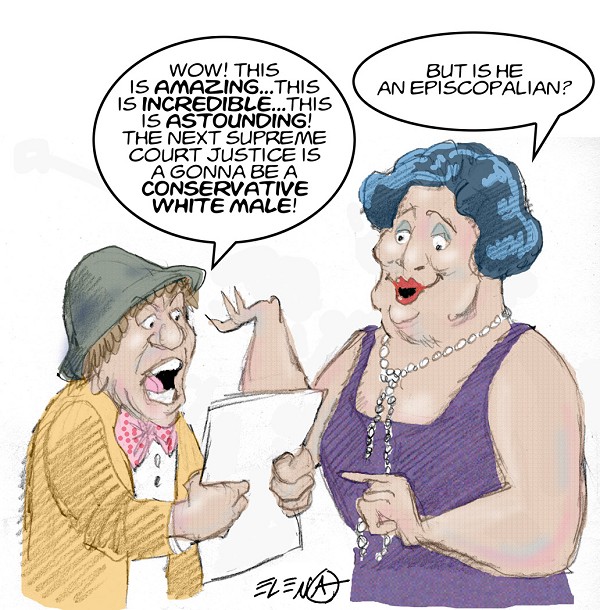 WOW! THIS
IS AMAZING...THIS
IS INCREDIBLE...THIS
IS ASTOUNDING!
THE NEXT SUPREME
COURT JUSTICE IS
A GONNA BE A
CONSERVATIVE
WHITE MALE!
BUT IS HE
AN EPISCOPALIAN?
ELENA